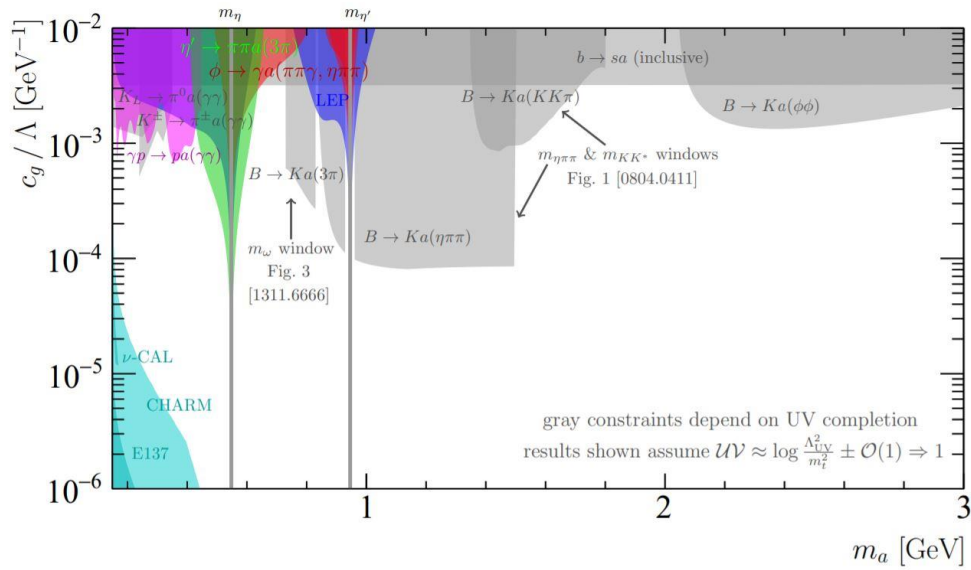 m_η m_η′
10⁻²
10⁻³
10⁻⁴
10⁻⁵
10⁻⁶
c_g / Λ [GeV⁻¹]
η′ → ππa(3π)
ϕ → γa(ππγ, ηππ)
K_L → π⁰a(γγ)
K^± → π^±a(γγ)
γp → pa(γγ)
LEP
b → sa (inclusive)
B → Ka(KKπ)
B → Ka(ϕϕ)
B → Ka(3π)
B → Ka(ηππ)
m_ηππ & m_KK* windows
Fig. 1 [0804.0411]
m_ω window
Fig. 3
[1311.6666]
ν-CAL
CHARM
E137
gray constraints depend on UV completion
results shown assume 𝒰𝒱 ≈ log Λ²_UV/m²_t ± 𝒪(1) ⇒ 1
1 2 3
m_a [GeV]